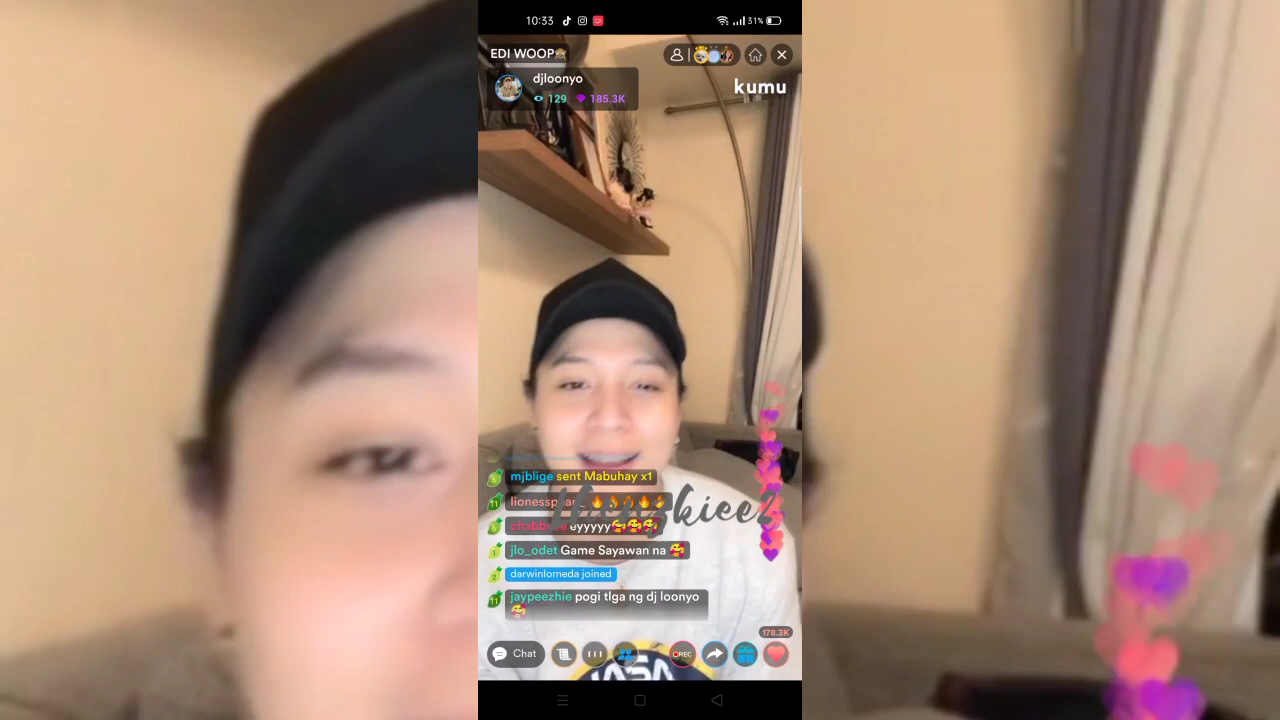 10:33
31%
EDI WOOP
djloonyo
129 185.3K
kumu
mjblige sent Mabuhay x1
eyyyyy
jlo_odet Game Sayawan na
darwinlomeda joined
jaypeezhie pogi tlga ng dj loonyo
178.3K
Chat
REC